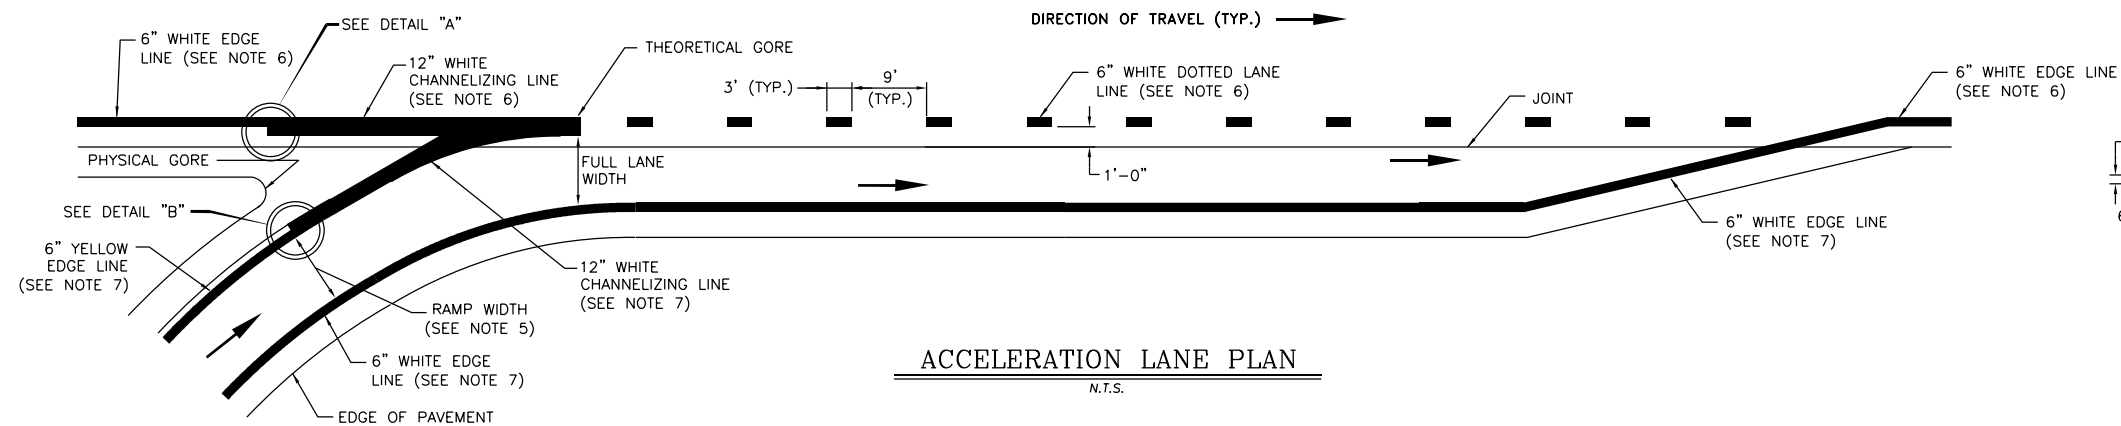 DIRECTION OF TRAVEL (TYP.)
SEE DETAIL "A"
6" WHITE EDGE
LINE (SEE NOTE 6)
12" WHITE
CHANNELIZING LINE
(SEE NOTE 6)
THEORETICAL GORE
3' (TYP.)
9'
(TYP.)
6" WHITE DOTTED LANE
LINE (SEE NOTE 6)
JOINT
6" WHITE EDGE LINE
(SEE NOTE 6)
PHYSICAL GORE
FULL LANE
WIDTH
1'-0"
SEE DETAIL "B"
6" YELLOW
EDGE LINE
(SEE NOTE 7)
12" WHITE
CHANNELIZING LINE
(SEE NOTE 7)
6" WHITE EDGE LINE
(SEE NOTE 7)
RAMP WIDTH
(SEE NOTE 5)
6" WHITE EDGE
LINE (SEE NOTE 7)
EDGE OF PAVEMENT
ACCELERATION LANE PLAN
N.T.S.